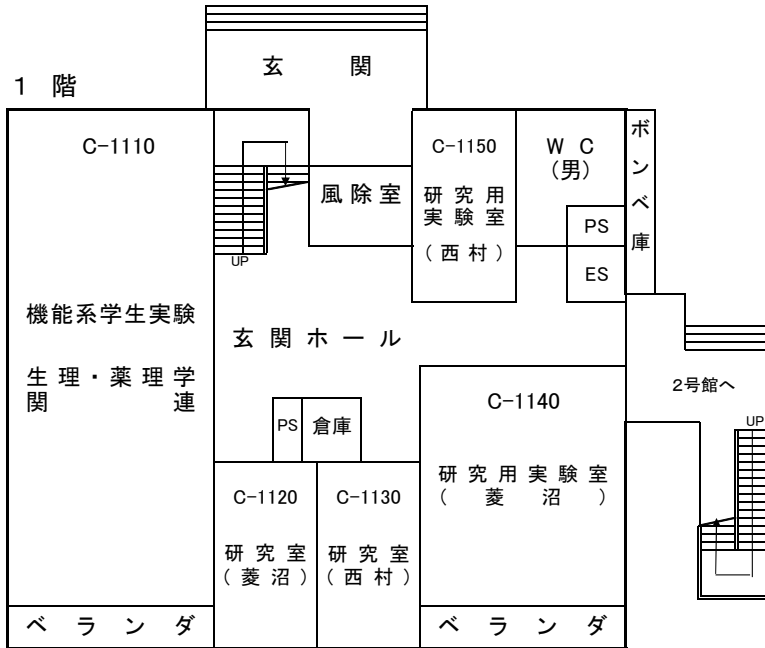 玄 関
1 階
C-1110
機能系学生実験
生理・薬理学
関 連
ベ ラ ン ダ
UP
風除室
C-1150
研究用
実験室
(西村)
W C
(男)
PS
ES
ボンベ庫
玄関ホール
PS
倉庫
C-1120
研究室
(菱沼)
C-1130
研究室
(西村)
C-1140
研究用実験室
( 菱 沼 )
ベ ラ ン ダ
2号館へ
UP